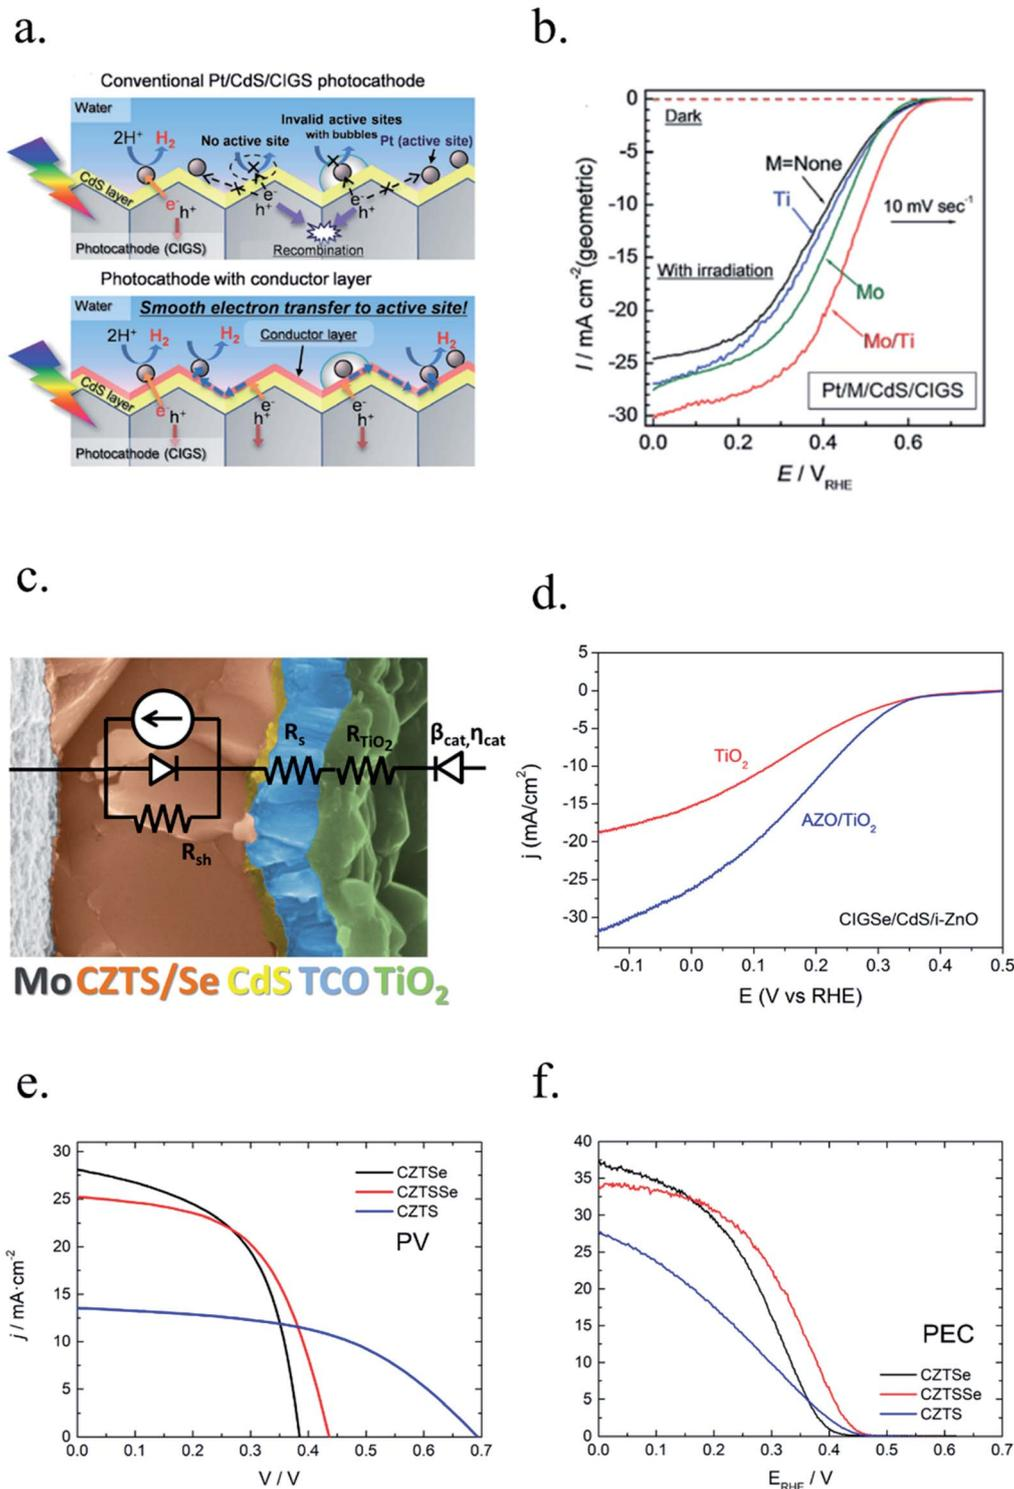 a.
Conventional Pt/CdS/CIGS photocathode
Water
2H⁺
H₂
No active site
Invalid active sites
with bubbles
Pt (active site)
CdS layer
e⁻
h⁺
e⁻
h⁺
e⁻
h⁺
Photocathode (CIGS)
Recombination
Photocathode with conductor layer
Water
Smooth electron transfer to active site!
2H⁺
H₂
H₂
Conductor layer
H₂
CdS layer
e⁻
h⁺
e⁻
h⁺
e⁻
h⁺
Photocathode (CIGS)
b.
I / mA cm⁻²(geometric)
0
-5
-10
-15
-20
-25
-30
Dark
M=None
Ti
10 mV sec⁻¹
With irradiation
Mo
Mo/Ti
Pt/M/CdS/CIGS
0.0 0.2 0.4 0.6
E / V_RHE
c.
R_s
R_TiO₂
β_cat,η_cat
R_sh
Mo CZTS/Se CdS TCO TiO₂
d.
j (mA/cm²)
5
0
-5
-10
-15
-20
-25
-30
TiO₂
AZO/TiO₂
CIGSe/CdS/i-ZnO
-0.1 0.0 0.1 0.2 0.3 0.4 0.5
E (V vs RHE)
e.
j / mA·cm⁻²
30
25
20
15
10
5
0
CZTSe
CZTSSe
CZTS
PV
0.0 0.1 0.2 0.3 0.4 0.5 0.6 0.7
V / V
f.
40
35
30
25
20
15
10
5
0
PEC
CZTSe
CZTSSe
CZTS
0.0 0.1 0.2 0.3 0.4 0.5 0.6 0.7
E_RHE / V